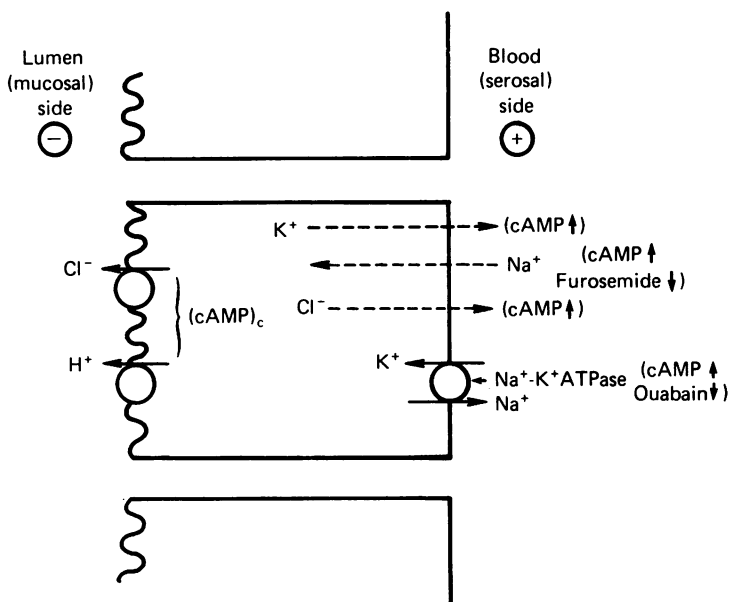 Lumen
(mucosal)
side
−
Blood
(serosal)
side
+
K⁺
(cAMP↑)
Cl⁻
Na⁺
(cAMP↑
Furosemide↓)
(cAMP)c
Cl⁻
(cAMP↑)
H⁺
K⁺
Na⁺-K⁺ATPase
(cAMP↑
Ouabain↓)
Na⁺